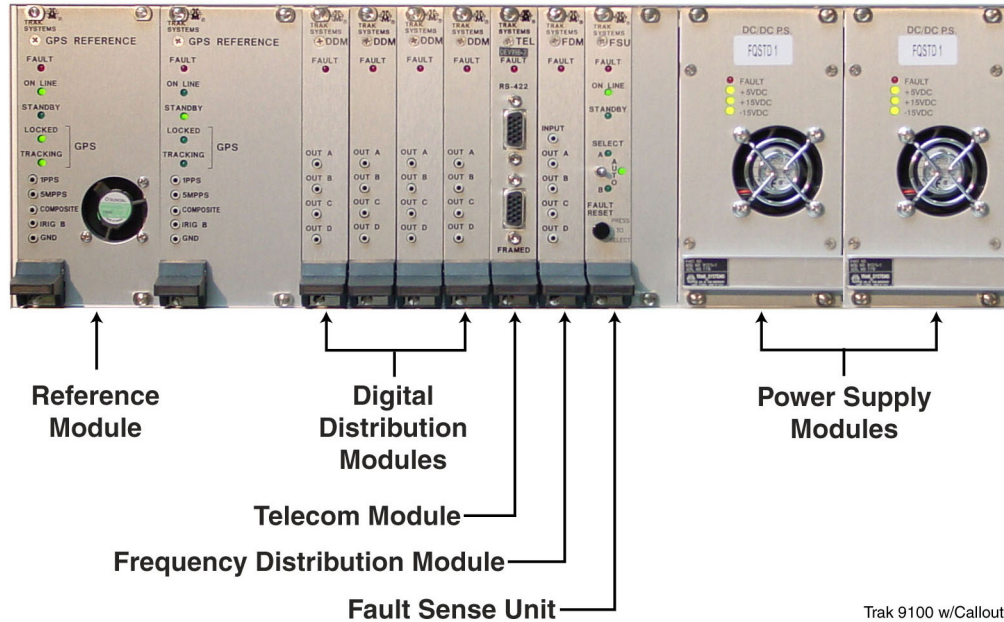 TRAK
SYSTEMS
GPS REFERENCE
FAULT
ON LINE
STANDBY
LOCKED
TRACKING
GPS
1PPS
5MPPS
COMPOSITE
IRIG B
GND
TRAK
SYSTEMS
GPS REFERENCE
FAULT
ON LINE
STANDBY
LOCKED
TRACKING
GPS
1PPS
5MPPS
COMPOSITE
IRIG B
GND
TRAK
SYSTEMS
DDM
FAULT
OUT A
OUT B
OUT C
OUT D
TRAK
SYSTEMS
DDM
FAULT
OUT A
OUT B
OUT C
OUT D
TRAK
SYSTEMS
DDM
FAULT
OUT A
OUT B
OUT C
OUT D
TRAK
SYSTEMS
DDM
FAULT
OUT A
OUT B
OUT C
OUT D
TRAK
SYSTEMS
TEL
FAULT
RS-422
FRAMED
TRAK
SYSTEMS
FDM
FAULT
INPUT
OUT A
OUT B
OUT C
OUT D
TRAK
SYSTEMS
FSU
FAULT
ON LINE
STANDBY
SELECT
A
AUTO
B
FAULT
RESET
PRESS
TO
SELECT
DC/DC P.S.
FQSTD 1
FAULT
+5VDC
+15VDC
-15VDC
TRAK SYSTEMS
DC/DC P.S.
FQSTD 1
FAULT
+5VDC
+15VDC
-15VDC
TRAK SYSTEMS
Reference
Module
Digital
Distribution
Modules
Power Supply
Modules
Telecom Module
Frequency Distribution Module
Fault Sense Unit
Trak 9100 w/Callout